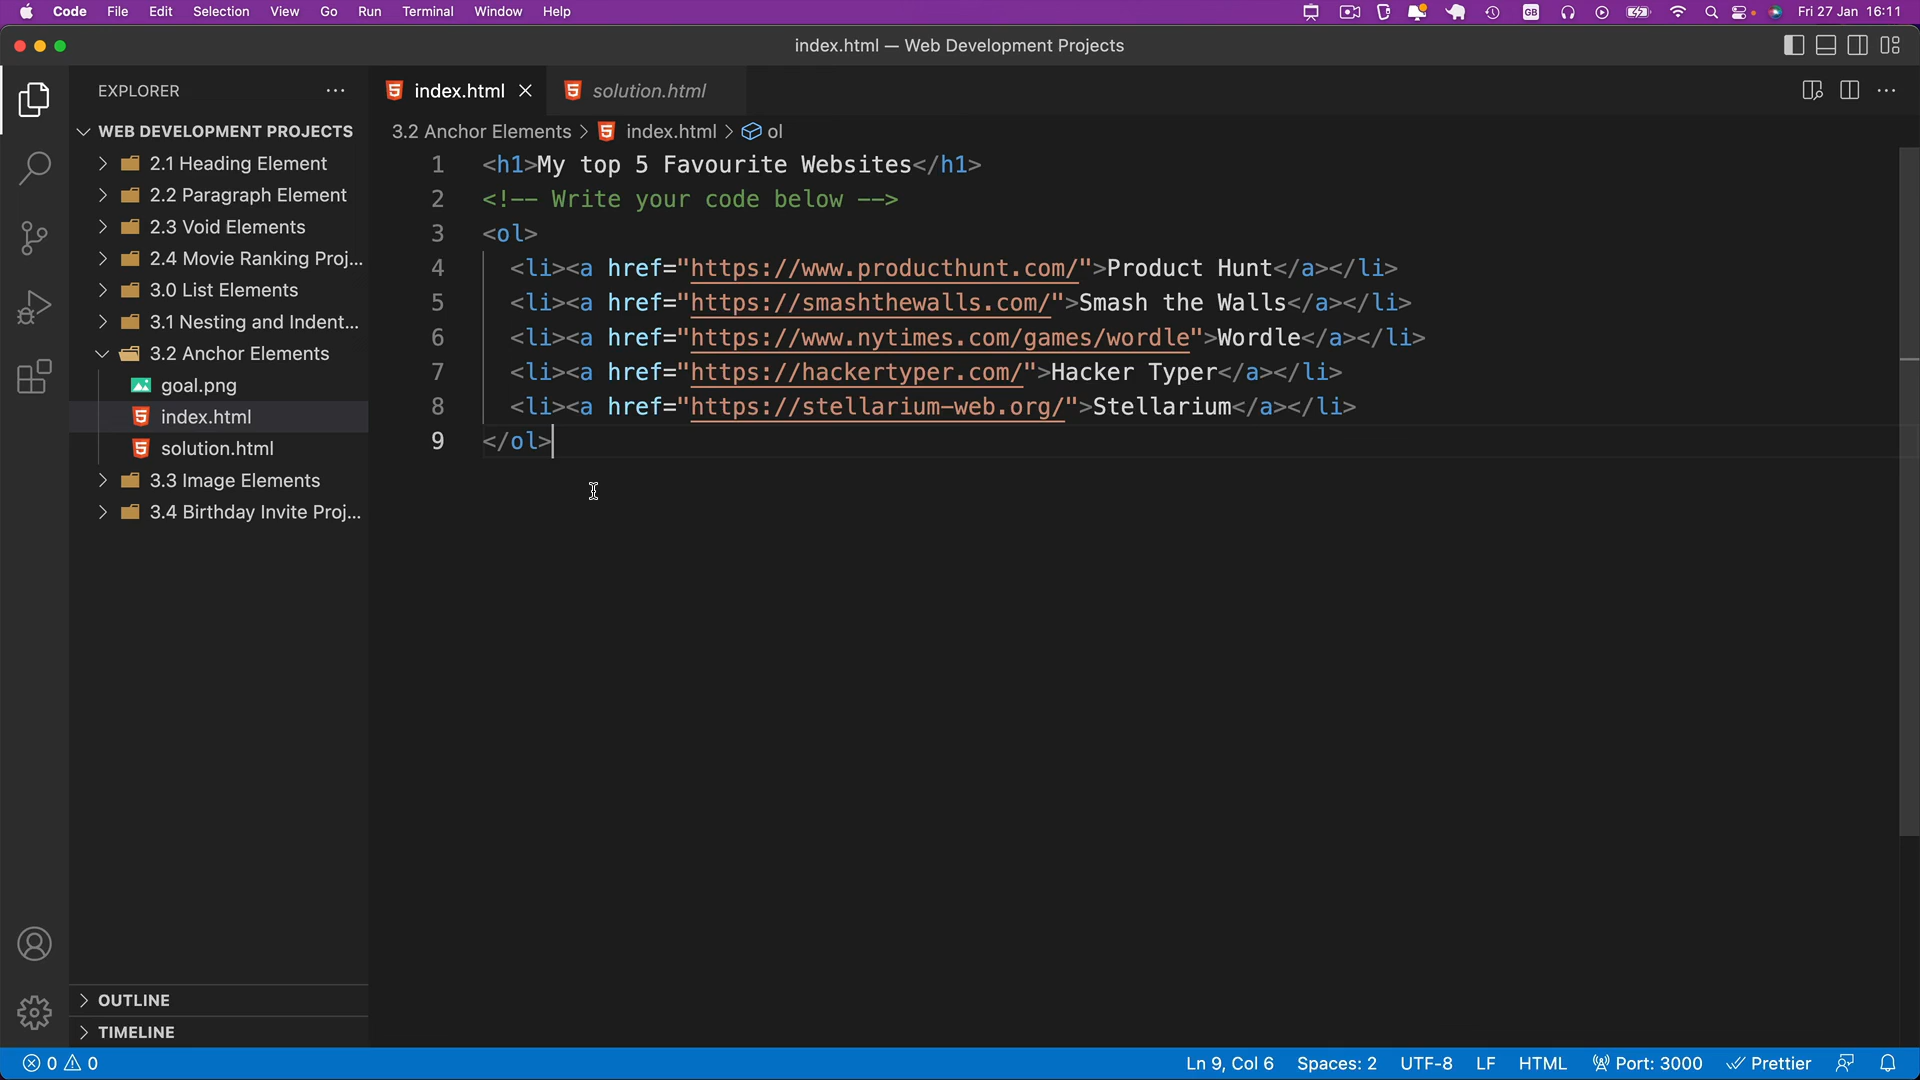 Code File Edit Selection View Go Run Terminal Window Help GB Fri 27 Jan 16:11
index.html — Web Development Projects
EXPLORER
index.html
solution.html
WEB DEVELOPMENT PROJECTS
3.2 Anchor Elements > index.html > ol
2.1 Heading Element
2.2 Paragraph Element
2.3 Void Elements
2.4 Movie Ranking Proj...
3.0 List Elements
3.1 Nesting and Indent...
3.2 Anchor Elements
goal.png
index.html
solution.html
3.3 Image Elements
3.4 Birthday Invite Proj...
OUTLINE
TIMELINE
1 <h1>My top 5 Favourite Websites</h1>
2 <!-- Write your code below -->
3 <ol>
4 <li><a href="https://www.producthunt.com/">Product Hunt</a></li>
5 <li><a href="https://smashthewalls.com/">Smash the Walls</a></li>
6 <li><a href="https://www.nytimes.com/games/wordle">Wordle</a></li>
7 <li><a href="https://hackertyper.com/">Hacker Typer</a></li>
8 <li><a href="https://stellarium-web.org/">Stellarium</a></li>
9 </ol>
0 0 Ln 9, Col 6 Spaces: 2 UTF-8 LF HTML Port: 3000 Prettier